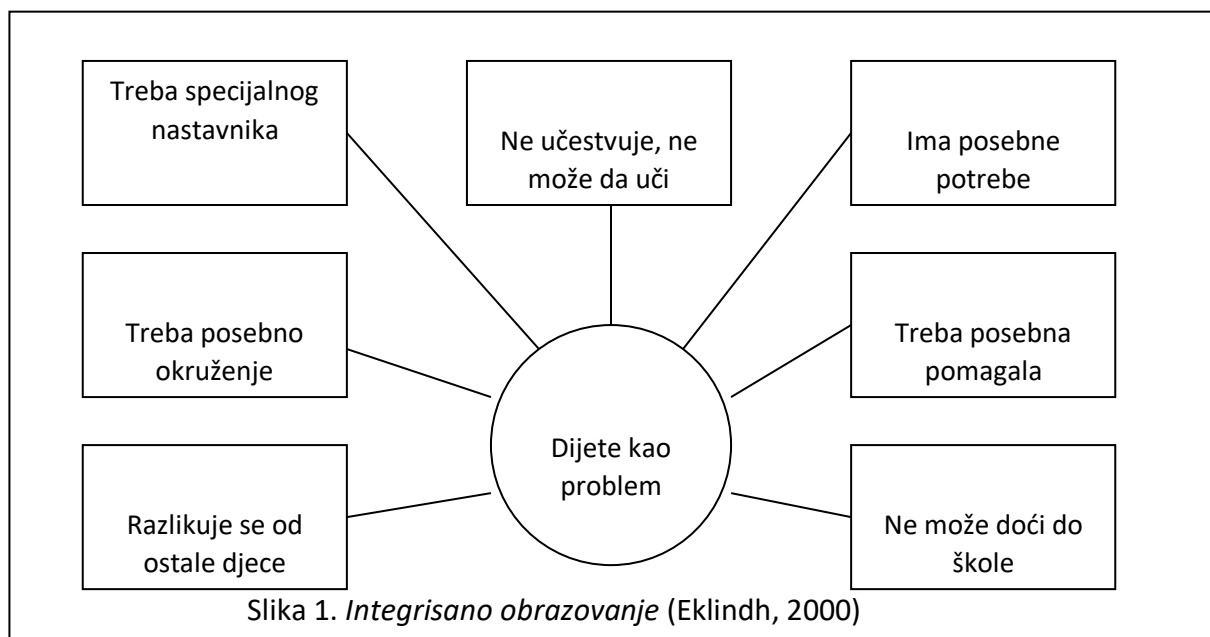 Treba specijalnog
nastavnika
Ne učestvuje, ne
može da uči
Ima posebne
potrebe
Treba posebno
okruženje
Treba posebna
pomagala
Dijete kao
problem
Razlikuje se od
ostale djece
Ne može doći do
škole
Slika 1. Integrisano obrazovanje (Eklindh, 2000)